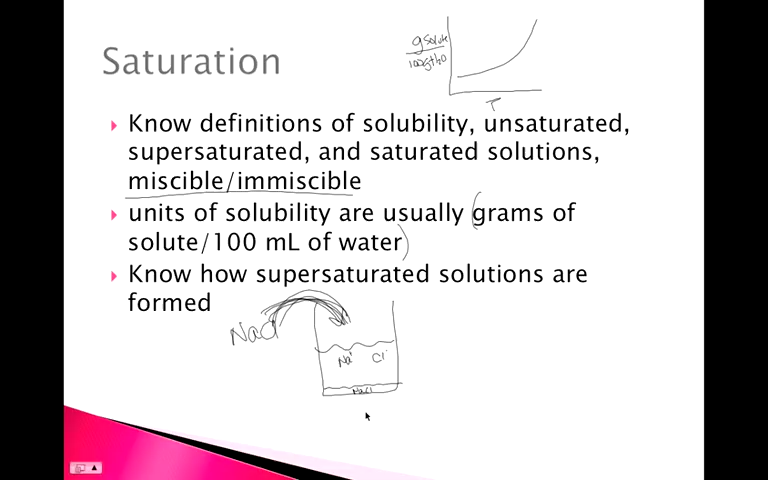 Saturation
g solute
100g H2O
T
Know definitions of solubility, unsaturated,
supersaturated, and saturated solutions,
miscible/immiscible
units of solubility are usually (grams of
solute/100 mL of water)
Know how supersaturated solutions are
formed
NaCl
Na+ Cl-
NaCl